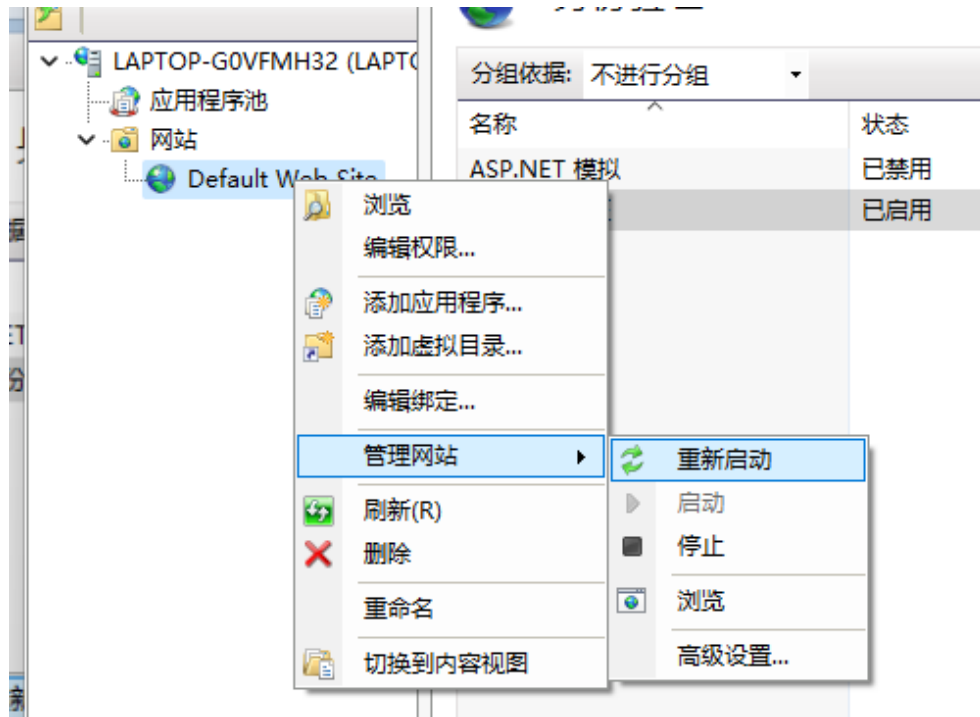 LAPTOP-G0VFMH32 (LAPTO
应用程序池
网站
Default Web Site
分组依据: 不进行分组
名称
状态
ASP.NET 模拟
已禁用
已启用
浏览
编辑权限...
添加应用程序...
添加虚拟目录...
编辑绑定...
管理网站
刷新(R)
删除
重命名
切换到内容视图
重新启动
启动
停止
浏览
高级设置...